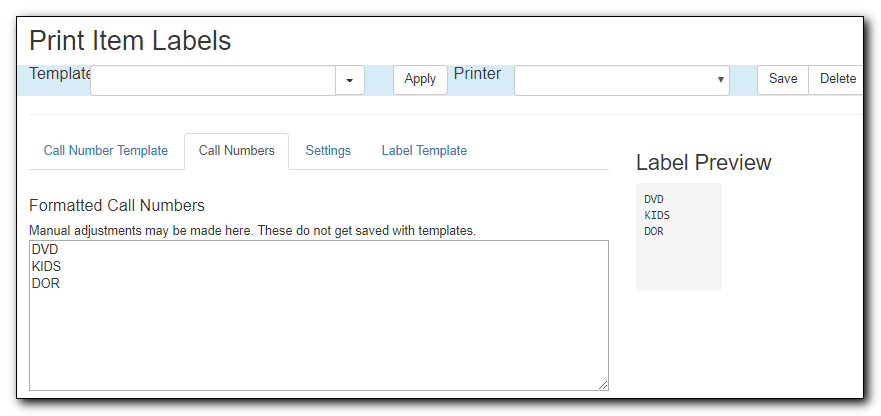 Print Item Labels
Template Apply Printer Save Delete
Call Number Template Call Numbers Settings Label Template
Label Preview
DVD
KIDS
DOR
Formatted Call Numbers
Manual adjustments may be made here. These do not get saved with templates.
DVD
KIDS
DOR